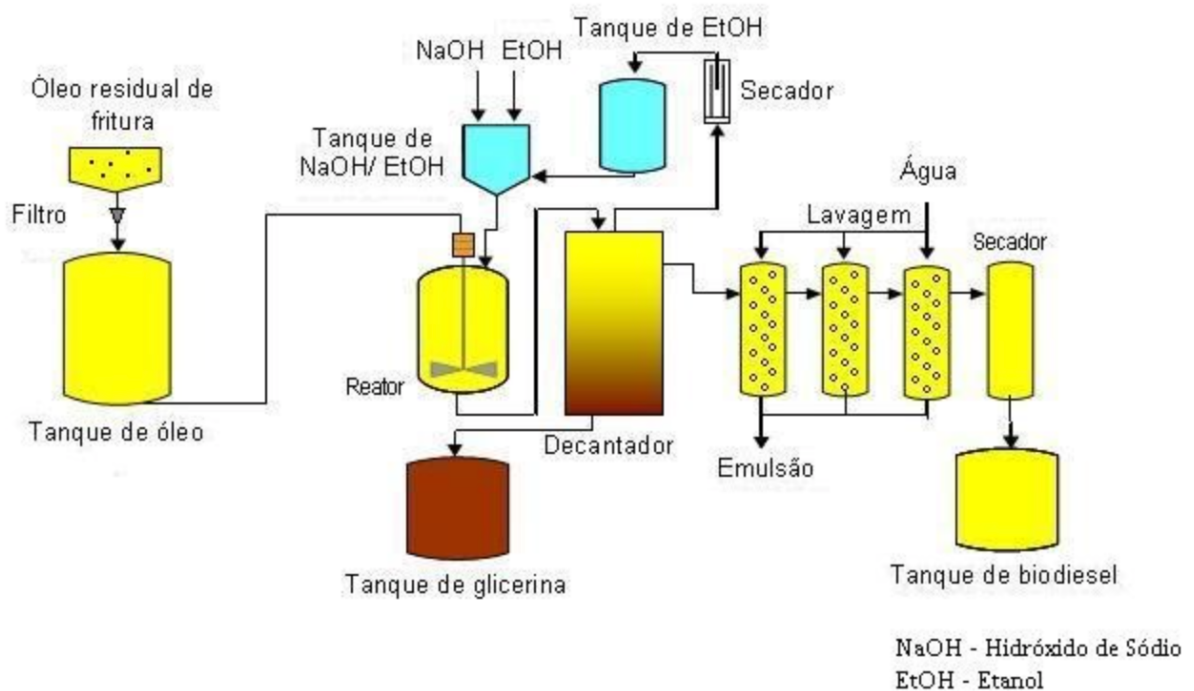 Tanque de EtOH
NaOH EtOH
Óleo residual de
fritura
Secador
Tanque de
NaOH/ EtOH
Água
Filtro
Lavagem
Secador
Reator
Tanque de óleo
Decantador
Emulsão
Tanque de glicerina
Tanque de biodiesel
NaOH - Hidróxido de Sódio
EtOH - Etanol